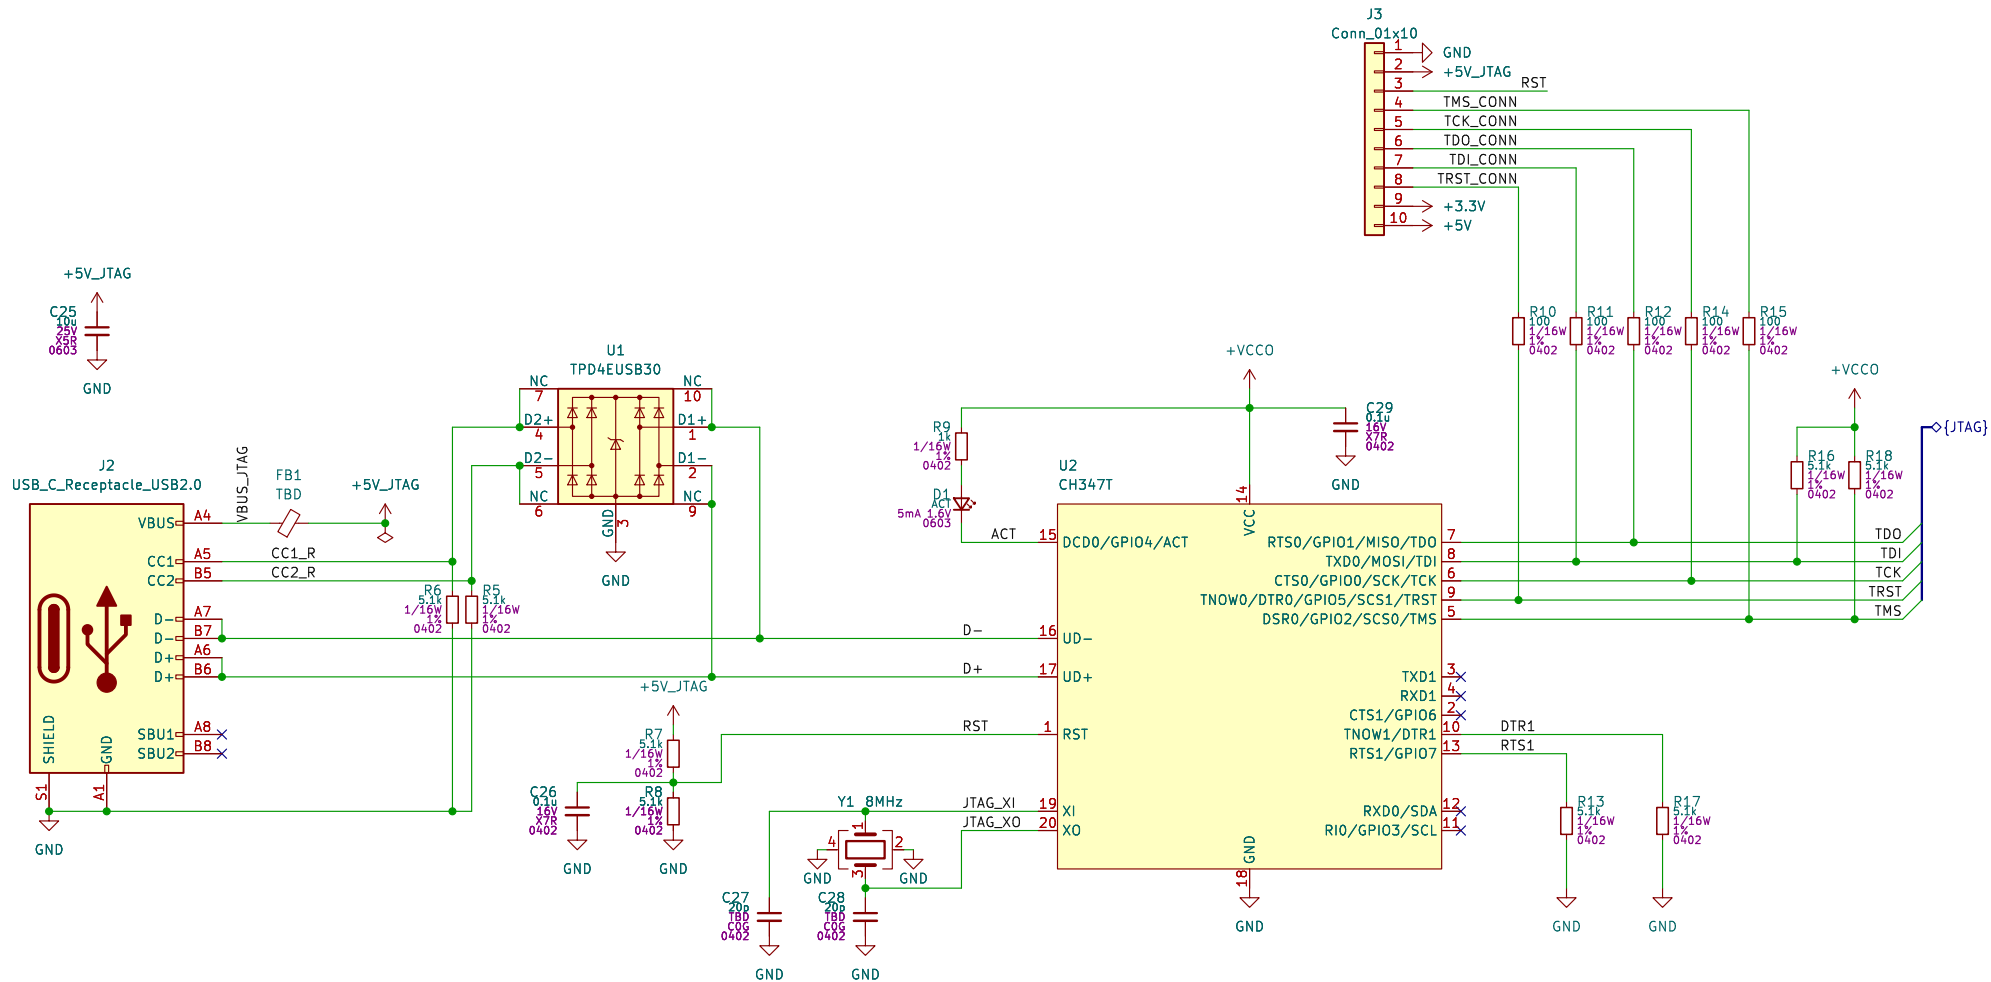 J3
Conn_01x10
1
GND
2
+5V_JTAG
3
RST
4
TMS_CONN
5
TCK_CONN
6
TDO_CONN
7
TDI_CONN
8
TRST_CONN
9
+3.3V
10
+5V
+5V_JTAG
C25
10u
25V
X5R
0603
GND
R10
100
1/16W
1%
0402
R11
100
1/16W
1%
0402
R12
100
1/16W
1%
0402
R14
100
1/16W
1%
0402
R15
100
1/16W
1%
0402
U1
TPD4EUSB30
NC
7
NC
10
D2+
4
D1+
1
D2-
5
D1-
2
NC
6
NC
9
GND
3
GND
+VCCO
R9
1k
1/16W
1%
0402
D1
ACT
5mA 1.6V
0603
C29
0.1u
16V
X7R
0402
GND
+VCCO
R16
5.1k
1/16W
1%
0402
R18
5.1k
1/16W
1%
0402
{JTAG}
J2
USB_C_Receptacle_USB2.0
VBUS
A4
VBUS_JTAG
FB1
TBD
+5V_JTAG
CC1
A5
CC1_R
CC2
B5
CC2_R
D-
A7
D-
B7
D+
A6
D+
B6
SBU1
A8
SBU2
B8
SHIELD
GND
S1
A1
GND
R6
5.1k
1/16W
1%
0402
R5
5.1k
1/16W
1%
0402
D-
D+
+5V_JTAG
R7
5.1k
1/16W
1%
0402
R8
5.1k
1/16W
1%
0402
GND
C26
0.1u
16V
X7R
0402
GND
RST
Y1 8MHz
1
4
2
3
GND
GND
JTAG_XI
JTAG_XO
C27
20p
TBD
C0G
0402
GND
C28
20p
TBD
C0G
0402
GND
U2
CH347T
14
VCC
ACT
15
DCD0/GPIO4/ACT
16
UD-
17
UD+
1
RST
19
XI
20
XO
GND
18
GND
RTS0/GPIO1/MISO/TDO
7
TDO
TXD0/MOSI/TDI
8
TDI
CTS0/GPIO0/SCK/TCK
6
TCK
TNOW0/DTR0/GPIO5/SCS1/TRST
9
TRST
DSR0/GPIO2/SCS0/TMS
5
TMS
TXD1
3
RXD1
4
CTS1/GPIO6
2
TNOW1/DTR1
10
DTR1
RTS1/GPIO7
13
RTS1
RXD0/SDA
12
RI0/GPIO3/SCL
11
R13
5.1k
1/16W
1%
0402
GND
R17
5.1k
1/16W
1%
0402
GND